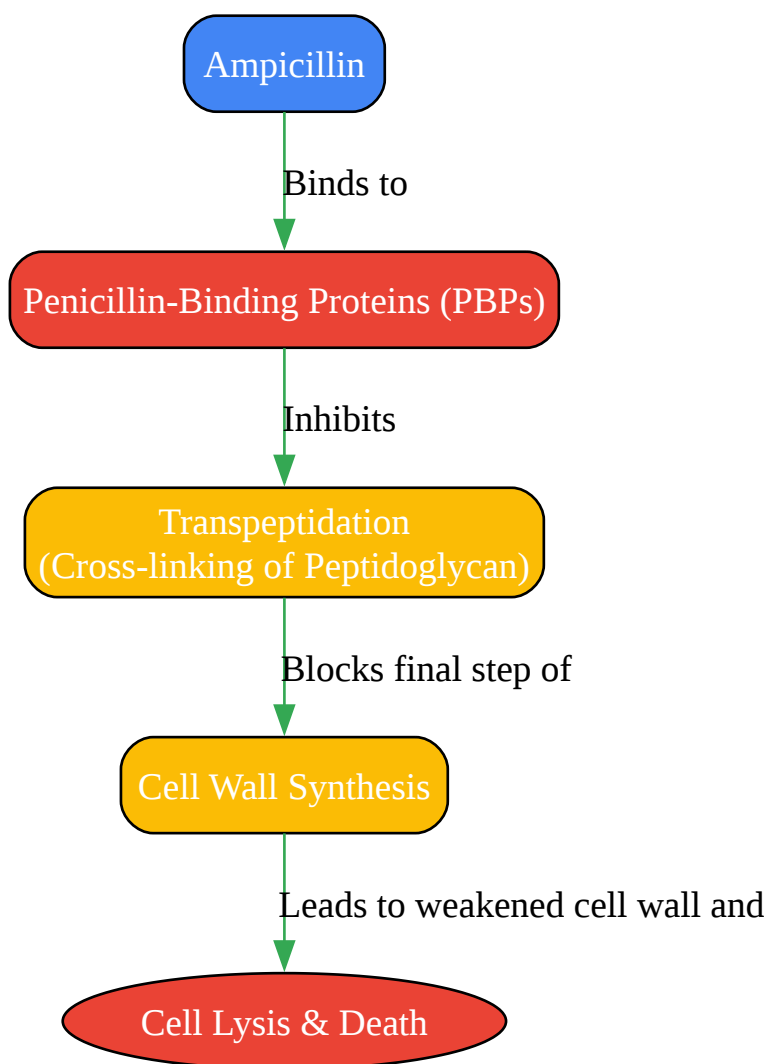 Ampicillin
Binds to
Penicillin-Binding Proteins (PBPs)
Inhibits
Transpeptidation
(Cross-linking of Peptidoglycan)
Blocks final step of
Cell Wall Synthesis
Leads to weakened cell wall and
Cell Lysis & Death